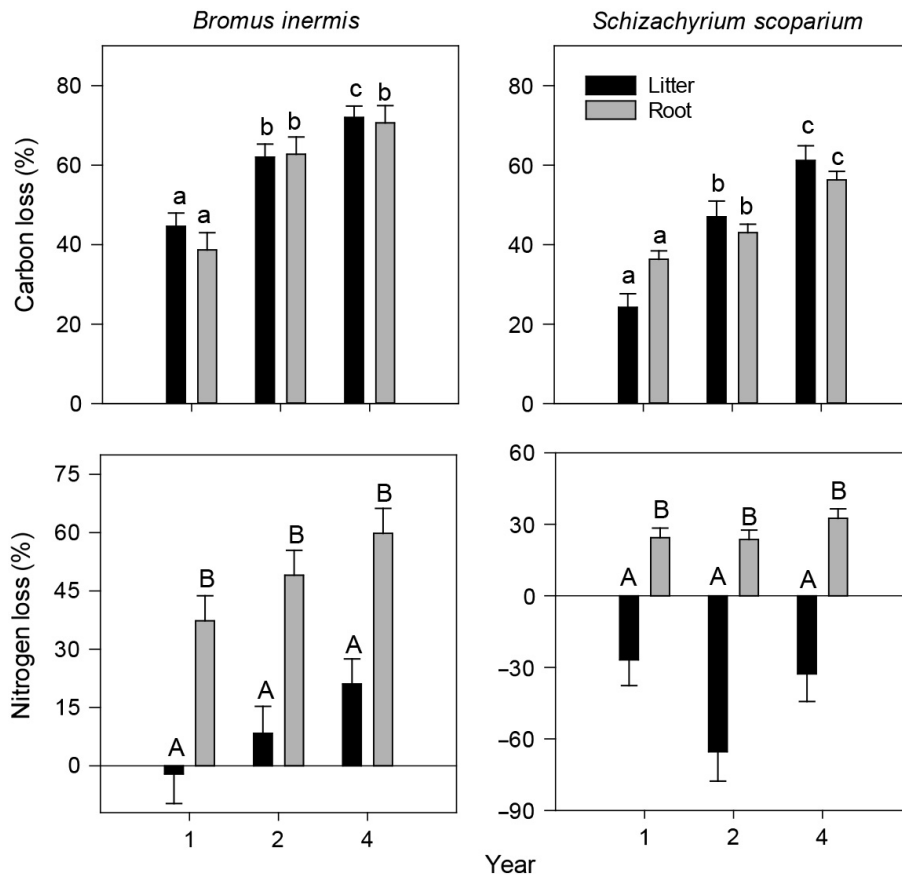 Bromus inermis
Schizachyrium scoparium
Carbon loss (%)
80
60
40
20
0
a a b b c b
80
60
40
20
0
Litter
Root
a a b b c c
Nitrogen loss (%)
75
60
45
30
15
0
A B A B A B
1 2 4
60
30
0
–30
–60
–90
A B A B A B
1 2 4
Year